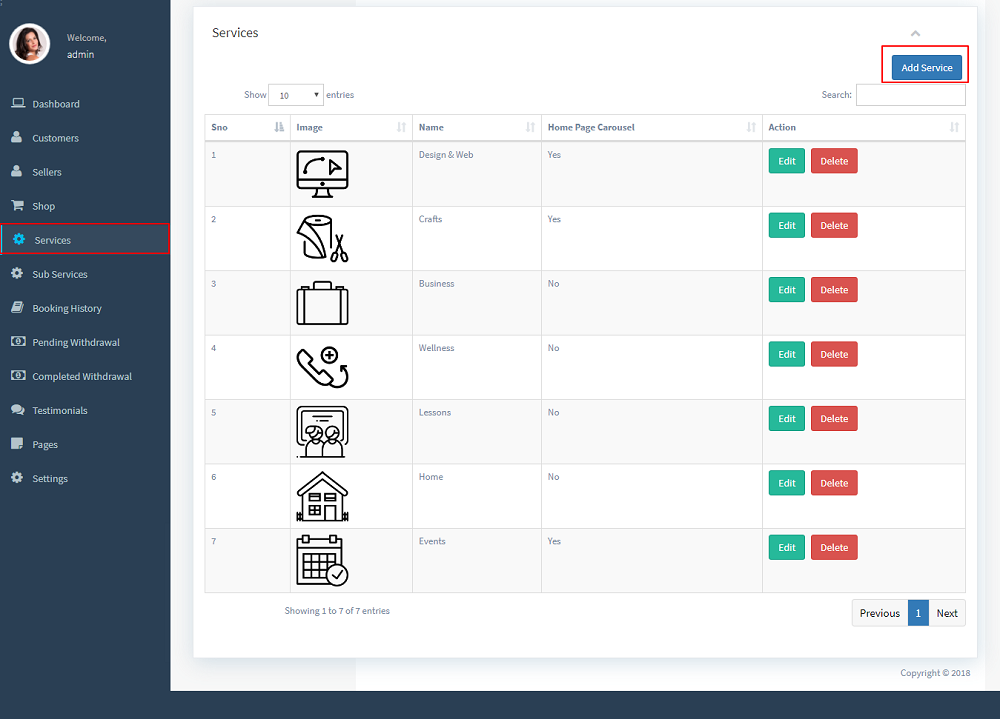 Welcome,
admin
Dashboard
Customers
Sellers
Shop
Services
Sub Services
Booking History
Pending Withdrawal
Completed Withdrawal
Testimonials
Pages
Settings
Services
Add Service
Show 10 entries
Search:
Sno Image Name Home Page Carousel Action
1 Design & Web Yes Edit Delete
2 Crafts Yes Edit Delete
3 Business No Edit Delete
4 Wellness No Edit Delete
5 Lessons No Edit Delete
6 Home No Edit Delete
7 Events Yes Edit Delete
Showing 1 to 7 of 7 entries
Previous 1 Next
Copyright © 2018